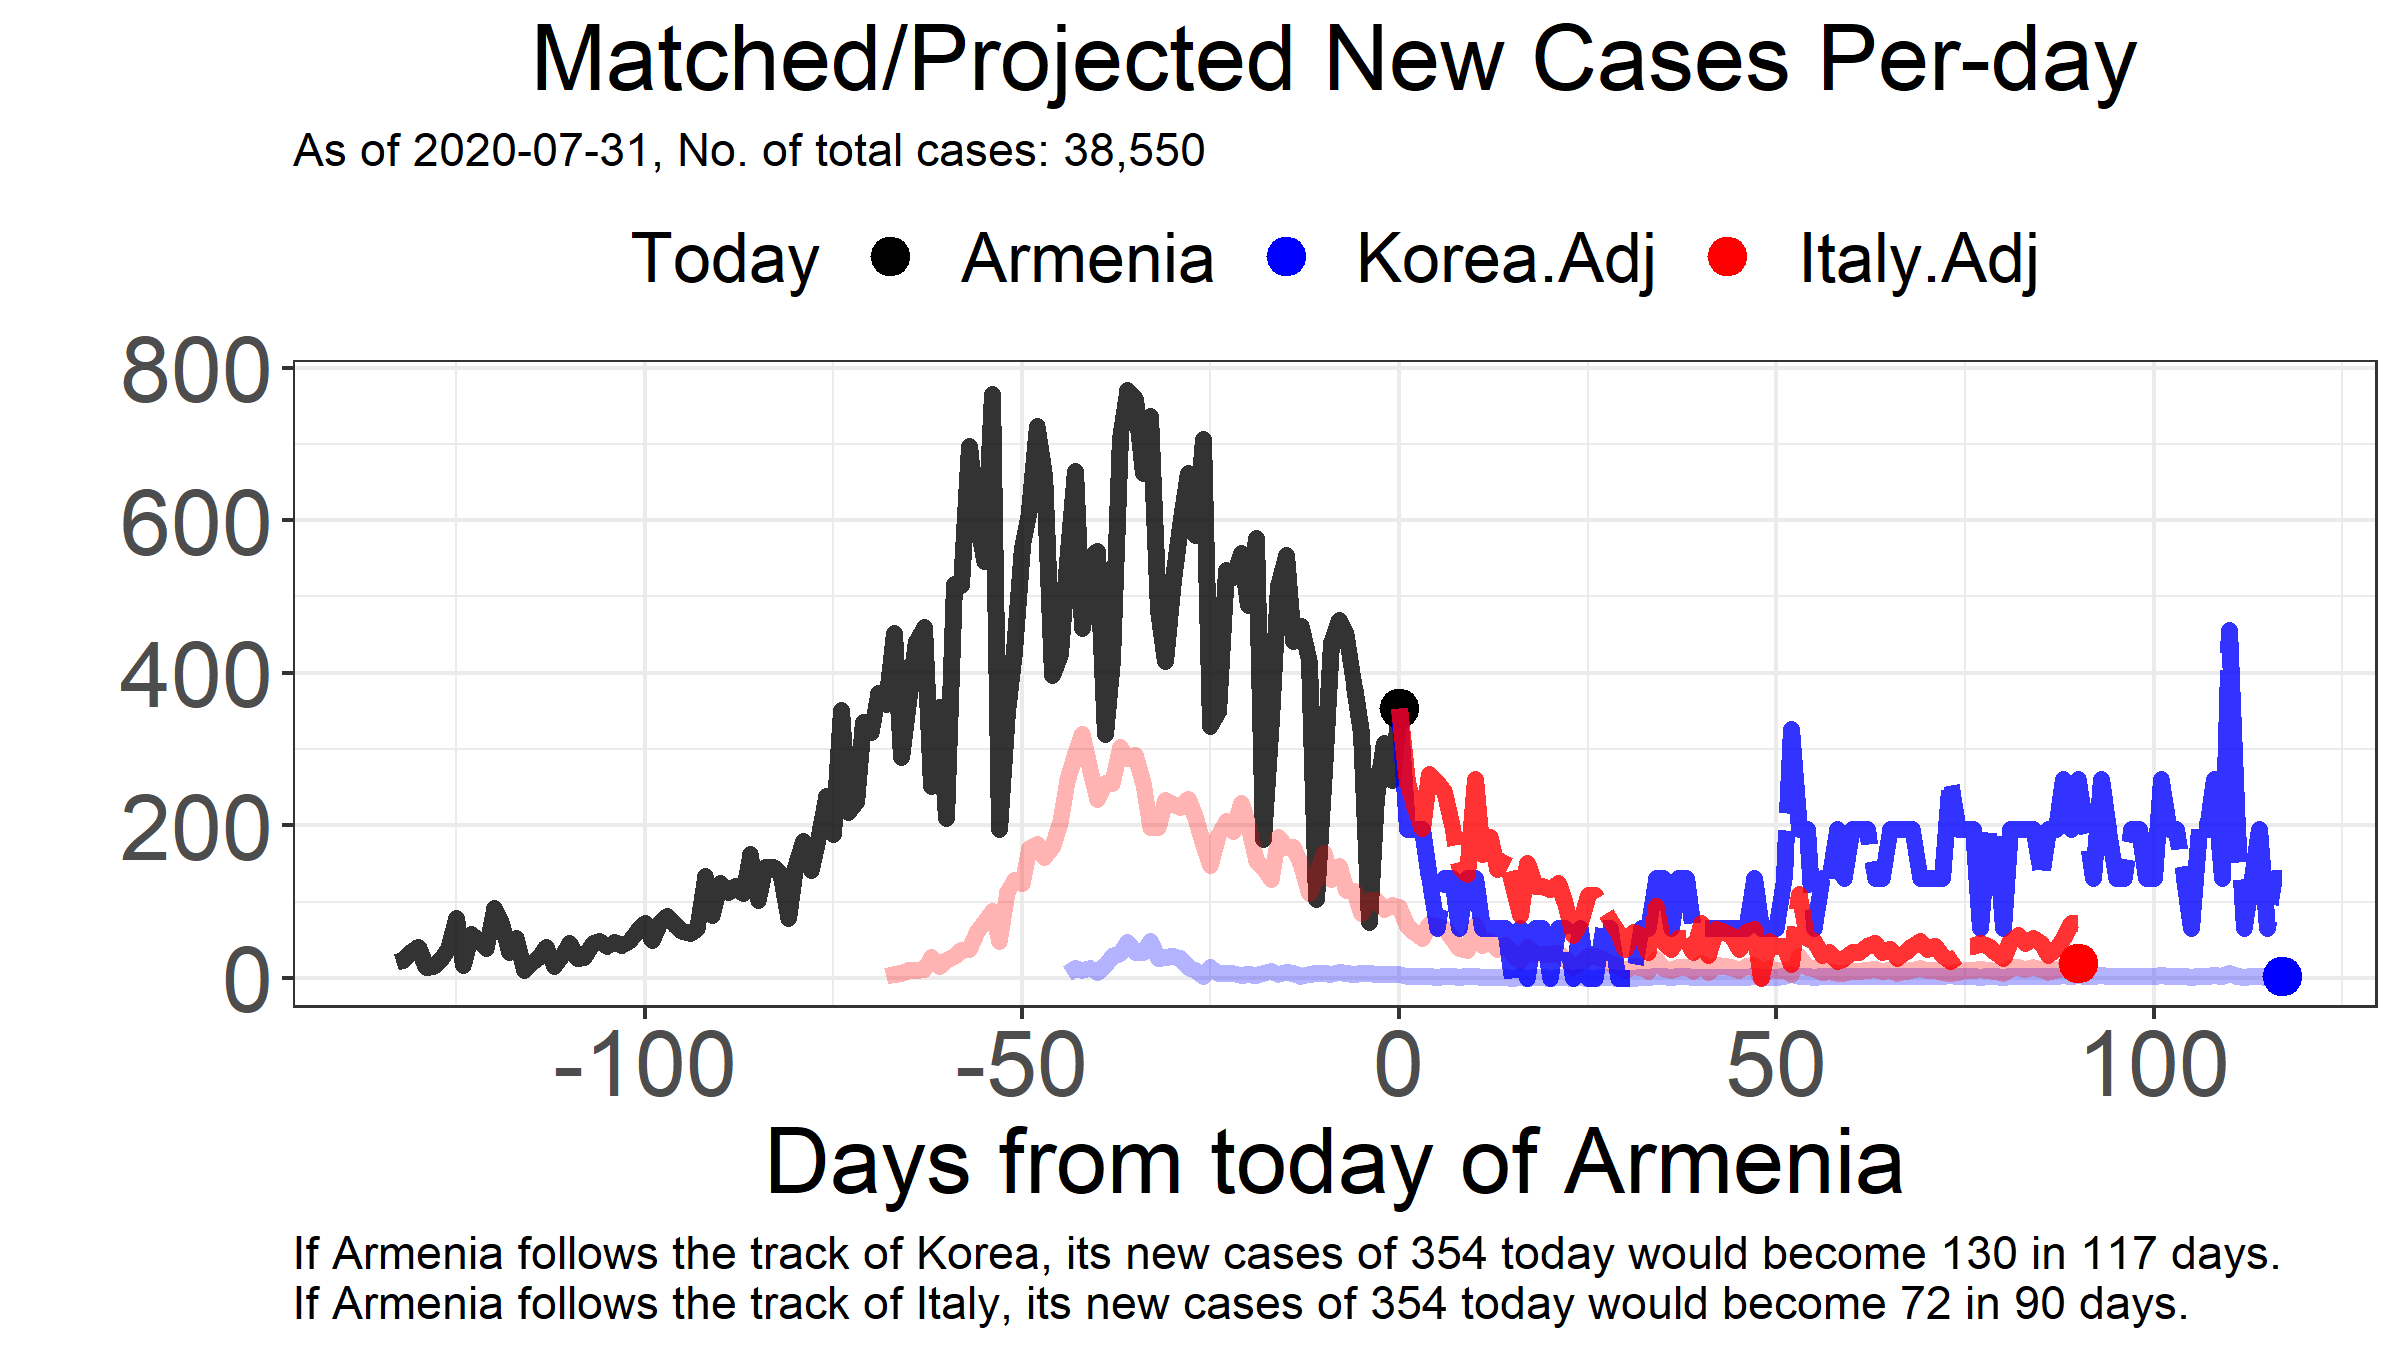 Matched/Projected New Cases Per-day
As of 2020-07-31, No. of total cases: 38,550
Today Armenia Korea.Adj Italy.Adj
800
600
400
200
0
-100 -50 0 50 100
Days from today of Armenia
If Armenia follows the track of Korea, its new cases of 354 today would become 130 in 117 days.
If Armenia follows the track of Italy, its new cases of 354 today would become 72 in 90 days.